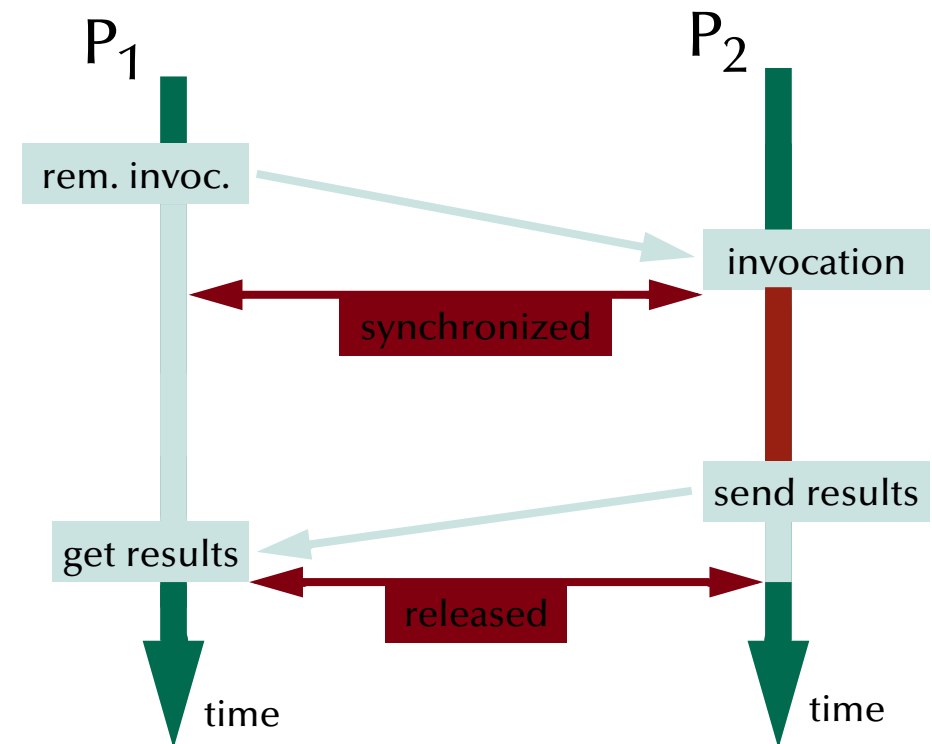 P1
P2
rem. invoc.
invocation
synchronized
send results
get results
released
time
time